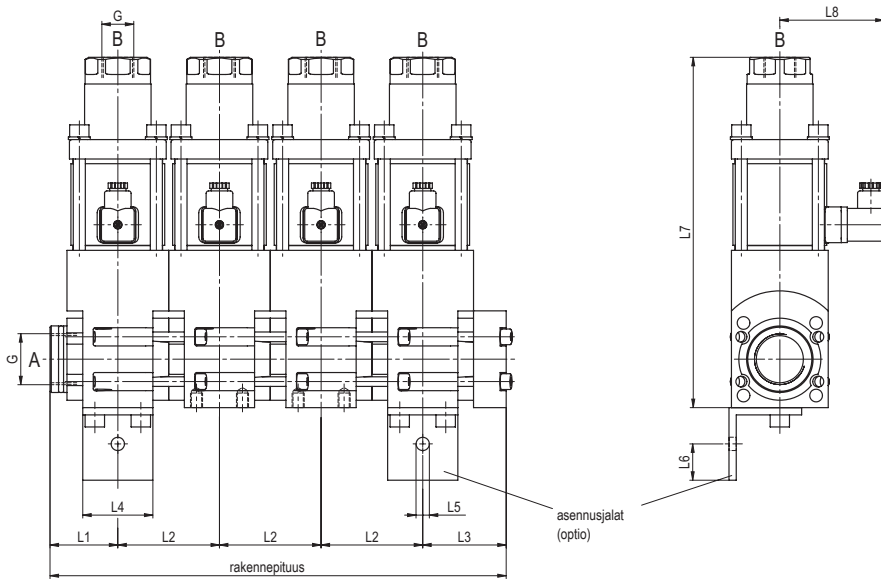 G
L8
B B B B B
L7
G
A
L6
L4
L5
asennusjalat
(optio)
L1 L2 L2 L2 L3
rakennepituus